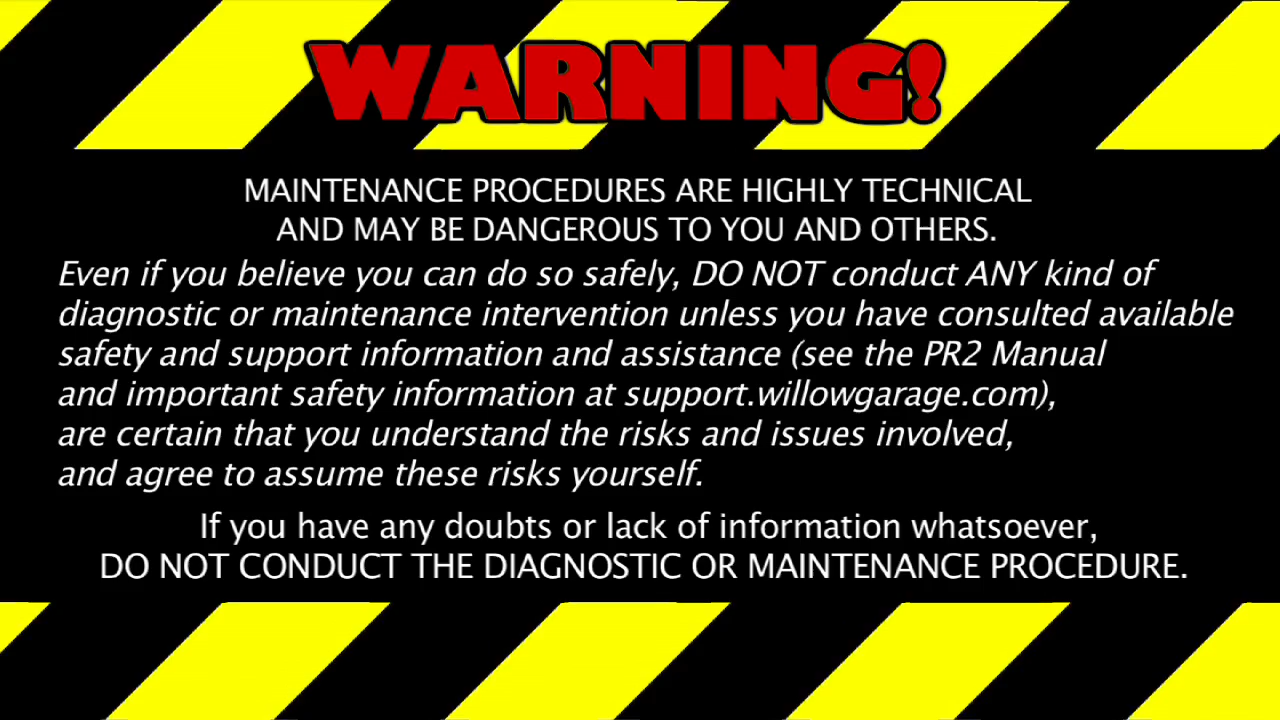 WARNING!
MAINTENANCE PROCEDURES ARE HIGHLY TECHNICAL
AND MAY BE DANGEROUS TO YOU AND OTHERS.
Even if you believe you can do so safely, DO NOT conduct ANY kind of
diagnostic or maintenance intervention unless you have consulted available
safety and support information and assistance (see the PR2 Manual
and important safety information at support.willowgarage.com),
are certain that you understand the risks and issues involved,
and agree to assume these risks yourself.
If you have any doubts or lack of information whatsoever,
DO NOT CONDUCT THE DIAGNOSTIC OR MAINTENANCE PROCEDURE.